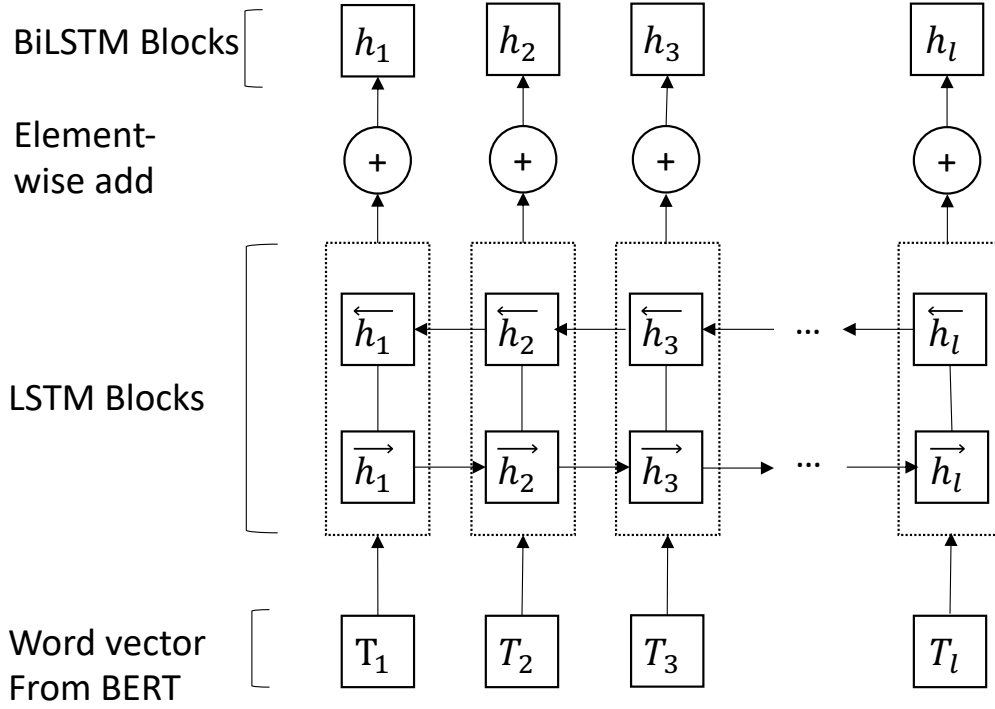 BiLSTM Blocks
h₁ h₂ h₃ hₗ
Element-
wise add
+ + + +
←h₁ ←h₂ ←h₃ ... ←hₗ
LSTM Blocks
→h₁ →h₂ →h₃ ... →hₗ
Word vector
From BERT
T₁ T₂ T₃ Tₗ